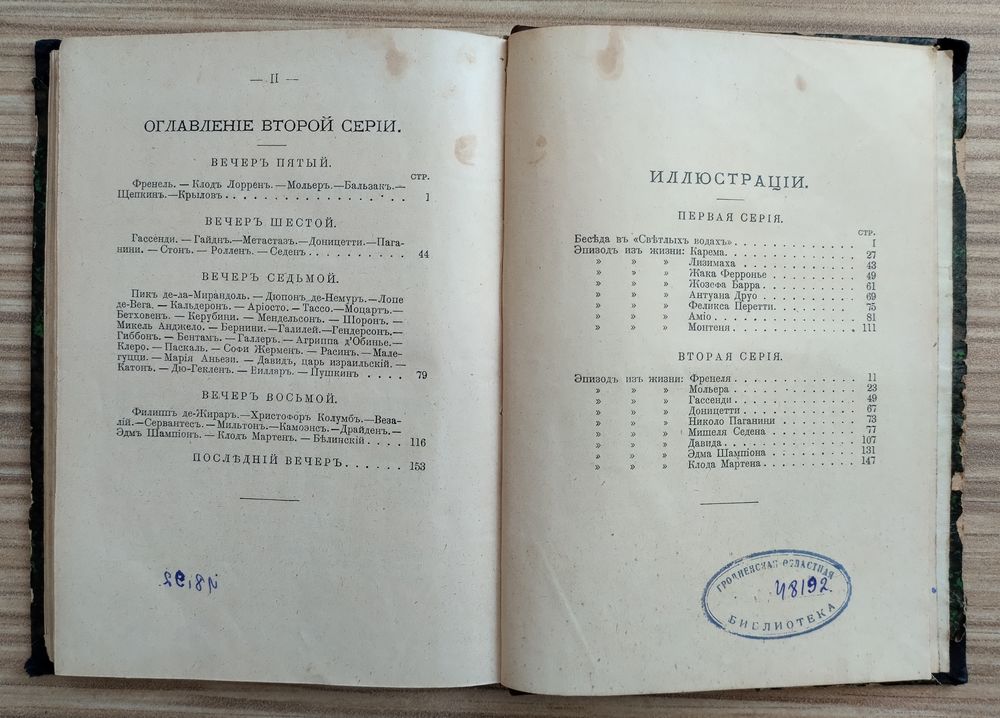 — II —
ОГЛАВЛЕНІЕ ВТОРОЙ СЕРІИ.
ВЕЧЕРЪ ПЯТЫЙ.
СТР.
Френель. — Клодъ Лорренъ.— Мольеръ.—Бальзакъ.—
Щепкинъ.—Крыловъ . . . . . . . . . . . . . . . . 1
ВЕЧЕРЪ ШЕСТОЙ.
Гассенди. — Гайднъ.—Метастазъ.—Доницетти.—Пага-
нини. — Стонъ. — Ролленъ. — Седенъ . . . . . . . . 44
ВЕЧЕРЪ СЕДЬМОЙ.
Пикъ де-ла-Мирандоль. — Дюпонъ де-Немуръ.—Лопе
де-Вега. — Кальдеронъ. — Аріосто. — Тассо.—Моцартъ.—
Бетховенъ. — Керубини. — Мендельсонъ. — Шоронъ. —
Микель Анджело. — Бернини. —Галилей.—Гендерсонъ.—
Гиббонъ. — Бентамъ. — Галлеръ. — Агриппа д'Обинье.—
Клеро. — Паскаль. — Софи Жерменъ. — Расинъ. — Мале-
гуцци. — Марія Аньези. — Давидъ, царь израильскій. —
Катонъ. — Дю-Гекленъ. — Вилляръ. — Пушкинъ . . . . 79
ВЕЧЕРЪ ВОСЬМОЙ.
Филиппъ де-Жираръ.—Христофоръ Колумбъ.—Веза-
лій.—Сервантесъ. — Мильтонъ.—Камоэнсъ.—Драйденъ.—
Эдмъ Шампіонъ. — Клодъ Мартенъ. — Бѣлинскій . . . . 116
ПОСЛѢДНІЙ ВЕЧЕРЪ. . . . . . 153
ИЛЛЮСТРАЦІИ.
ПЕРВАЯ СЕРІЯ.
СТР.
Бесѣда въ «Свѣтлыхъ водахъ» . . . . . . . . . . . I
Эпизодъ изъ жизни: Карема. . . . . . . . . . . . 27
» » » Лизимаха . . . . . . . . . . 43
» » » Жака Ферронье . . . . . . . . 49
» » » Жозефа Барра . . . . . . . . 61
» » » Антуана Друо . . . . . . . . 69
» » » Феликса Перетти. . . . . . . . 75
» » » Аміо . . . . . . . . . . . . 81
» » » Монтеня . . . . . . . . . . . 111
ВТОРАЯ СЕРІЯ.
Эпизодъ изъ жизни: Френеля . . . . . . . . . . . 11
» » » Мольера . . . . . . . . . . . 23
» » » Гассенди . . . . . . . . . . 49
» » » Доницетти . . . . . . . . . . 67
» » » Николо Паганини . . . . . . . 73
» » » Мишеля Седена . . . . . . . . 77
» » » Давида. . . . . . . . . . . . 107
» » » Эдма Шампіона . . . . . . . . 131
» » » Клода Мартена. . . . . . . . . 147
ГРОДНЕНСКАЯ ОБЛАСТНАЯ
48192
БИБЛИОТЕКА